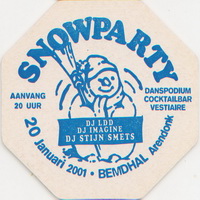 SNOWPARTY
AANVANG
20 UUR
DANSPODIUM
COCKTAILBAR
VESTIAIRE
DJ LDD
DJ IMAGINE
DJ STIJN SMETS
20 januari 2001 • BEMDHAL Arendonk